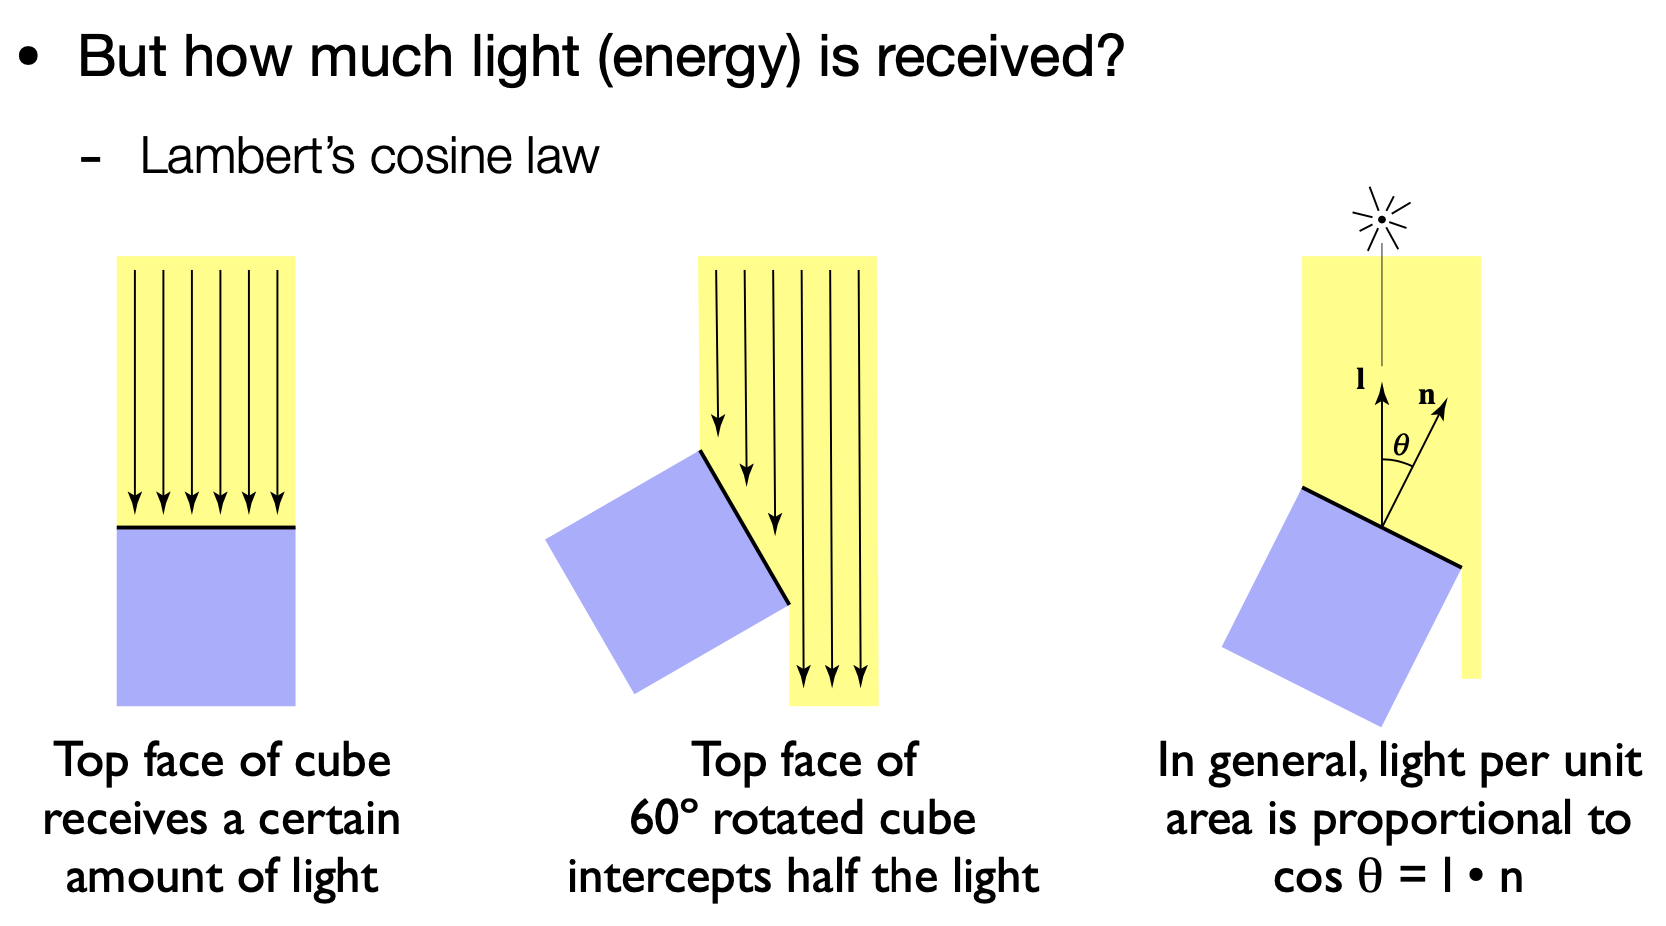 • But how much light (energy) is received?
- Lambert’s cosine law
l
n
θ
Top face of cube
receives a certain
amount of light
Top face of
60º rotated cube
intercepts half the light
In general, light per unit
area is proportional to
cos θ = l • n